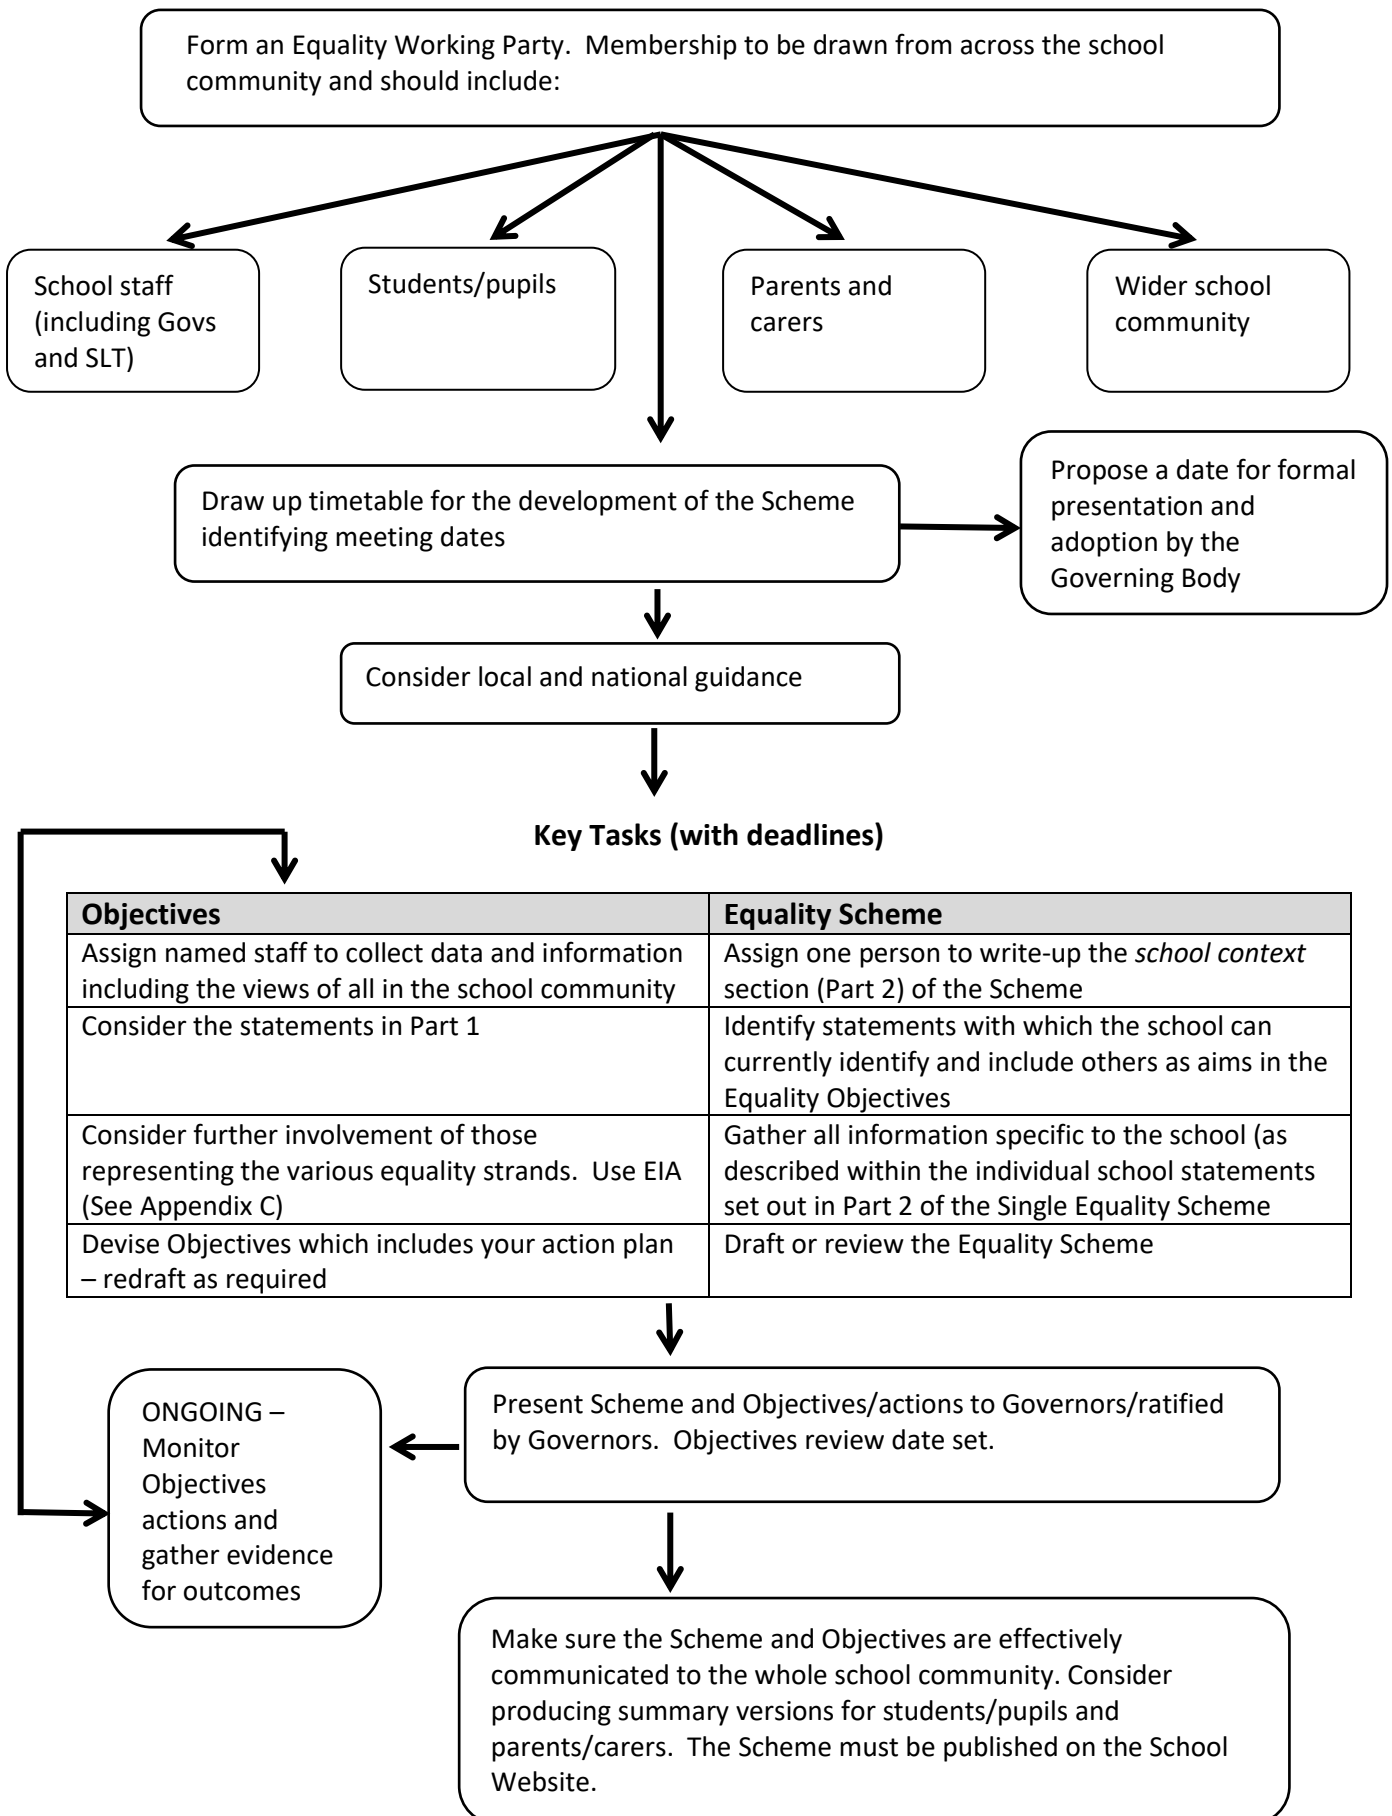 Form an Equality Working Party.  Membership to be drawn from across the school
community and should include:
School staff
(including Govs
and SLT)
Students/pupils
Parents and
carers
Wider school
community
Draw up timetable for the development of the Scheme
identifying meeting dates
Propose a date for formal
presentation and
adoption by the
Governing Body
Consider local and national guidance
Key Tasks (with deadlines)
Objectives
Equality Scheme
Assign named staff to collect data and information
including the views of all in the school community
Assign one person to write-up the school context
section (Part 2) of the Scheme
Consider the statements in Part 1
Identify statements with which the school can
currently identify and include others as aims in the
Equality Objectives
Consider further involvement of those
representing the various equality strands.  Use EIA
(See Appendix C)
Gather all information specific to the school (as
described within the individual school statements
set out in Part 2 of the Single Equality Scheme
Devise Objectives which includes your action plan
– redraft as required
Draft or review the Equality Scheme
ONGOING –
Monitor
Objectives
actions and
gather evidence
for outcomes
Present Scheme and Objectives/actions to Governors/ratified
by Governors.  Objectives review date set.
Make sure the Scheme and Objectives are effectively
communicated to the whole school community. Consider
producing summary versions for students/pupils and
parents/carers.  The Scheme must be published on the School
Website.